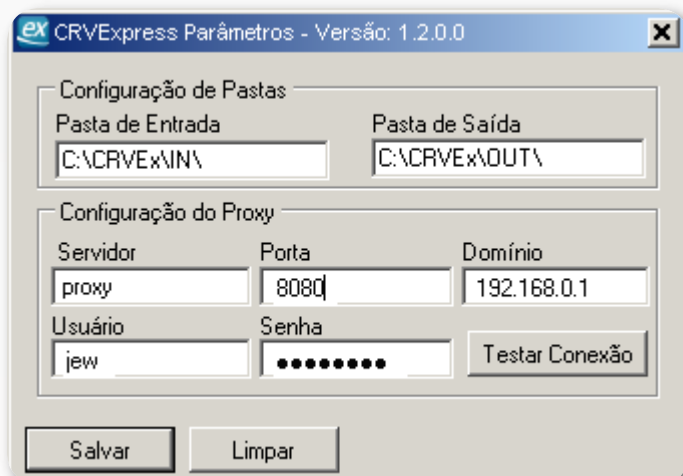 ex CRVExpress Parâmetros - Versão: 1.2.0.0
Configuração de Pastas
Pasta de Entrada Pasta de Saída
C:\CRVEx\IN\ C:\CRVEx\OUT\
Configuração do Proxy
Servidor Porta Domínio
proxy 8080 192.168.0.1
Usuário Senha
jew ●●●●●●●● Testar Conexão
Salvar Limpar